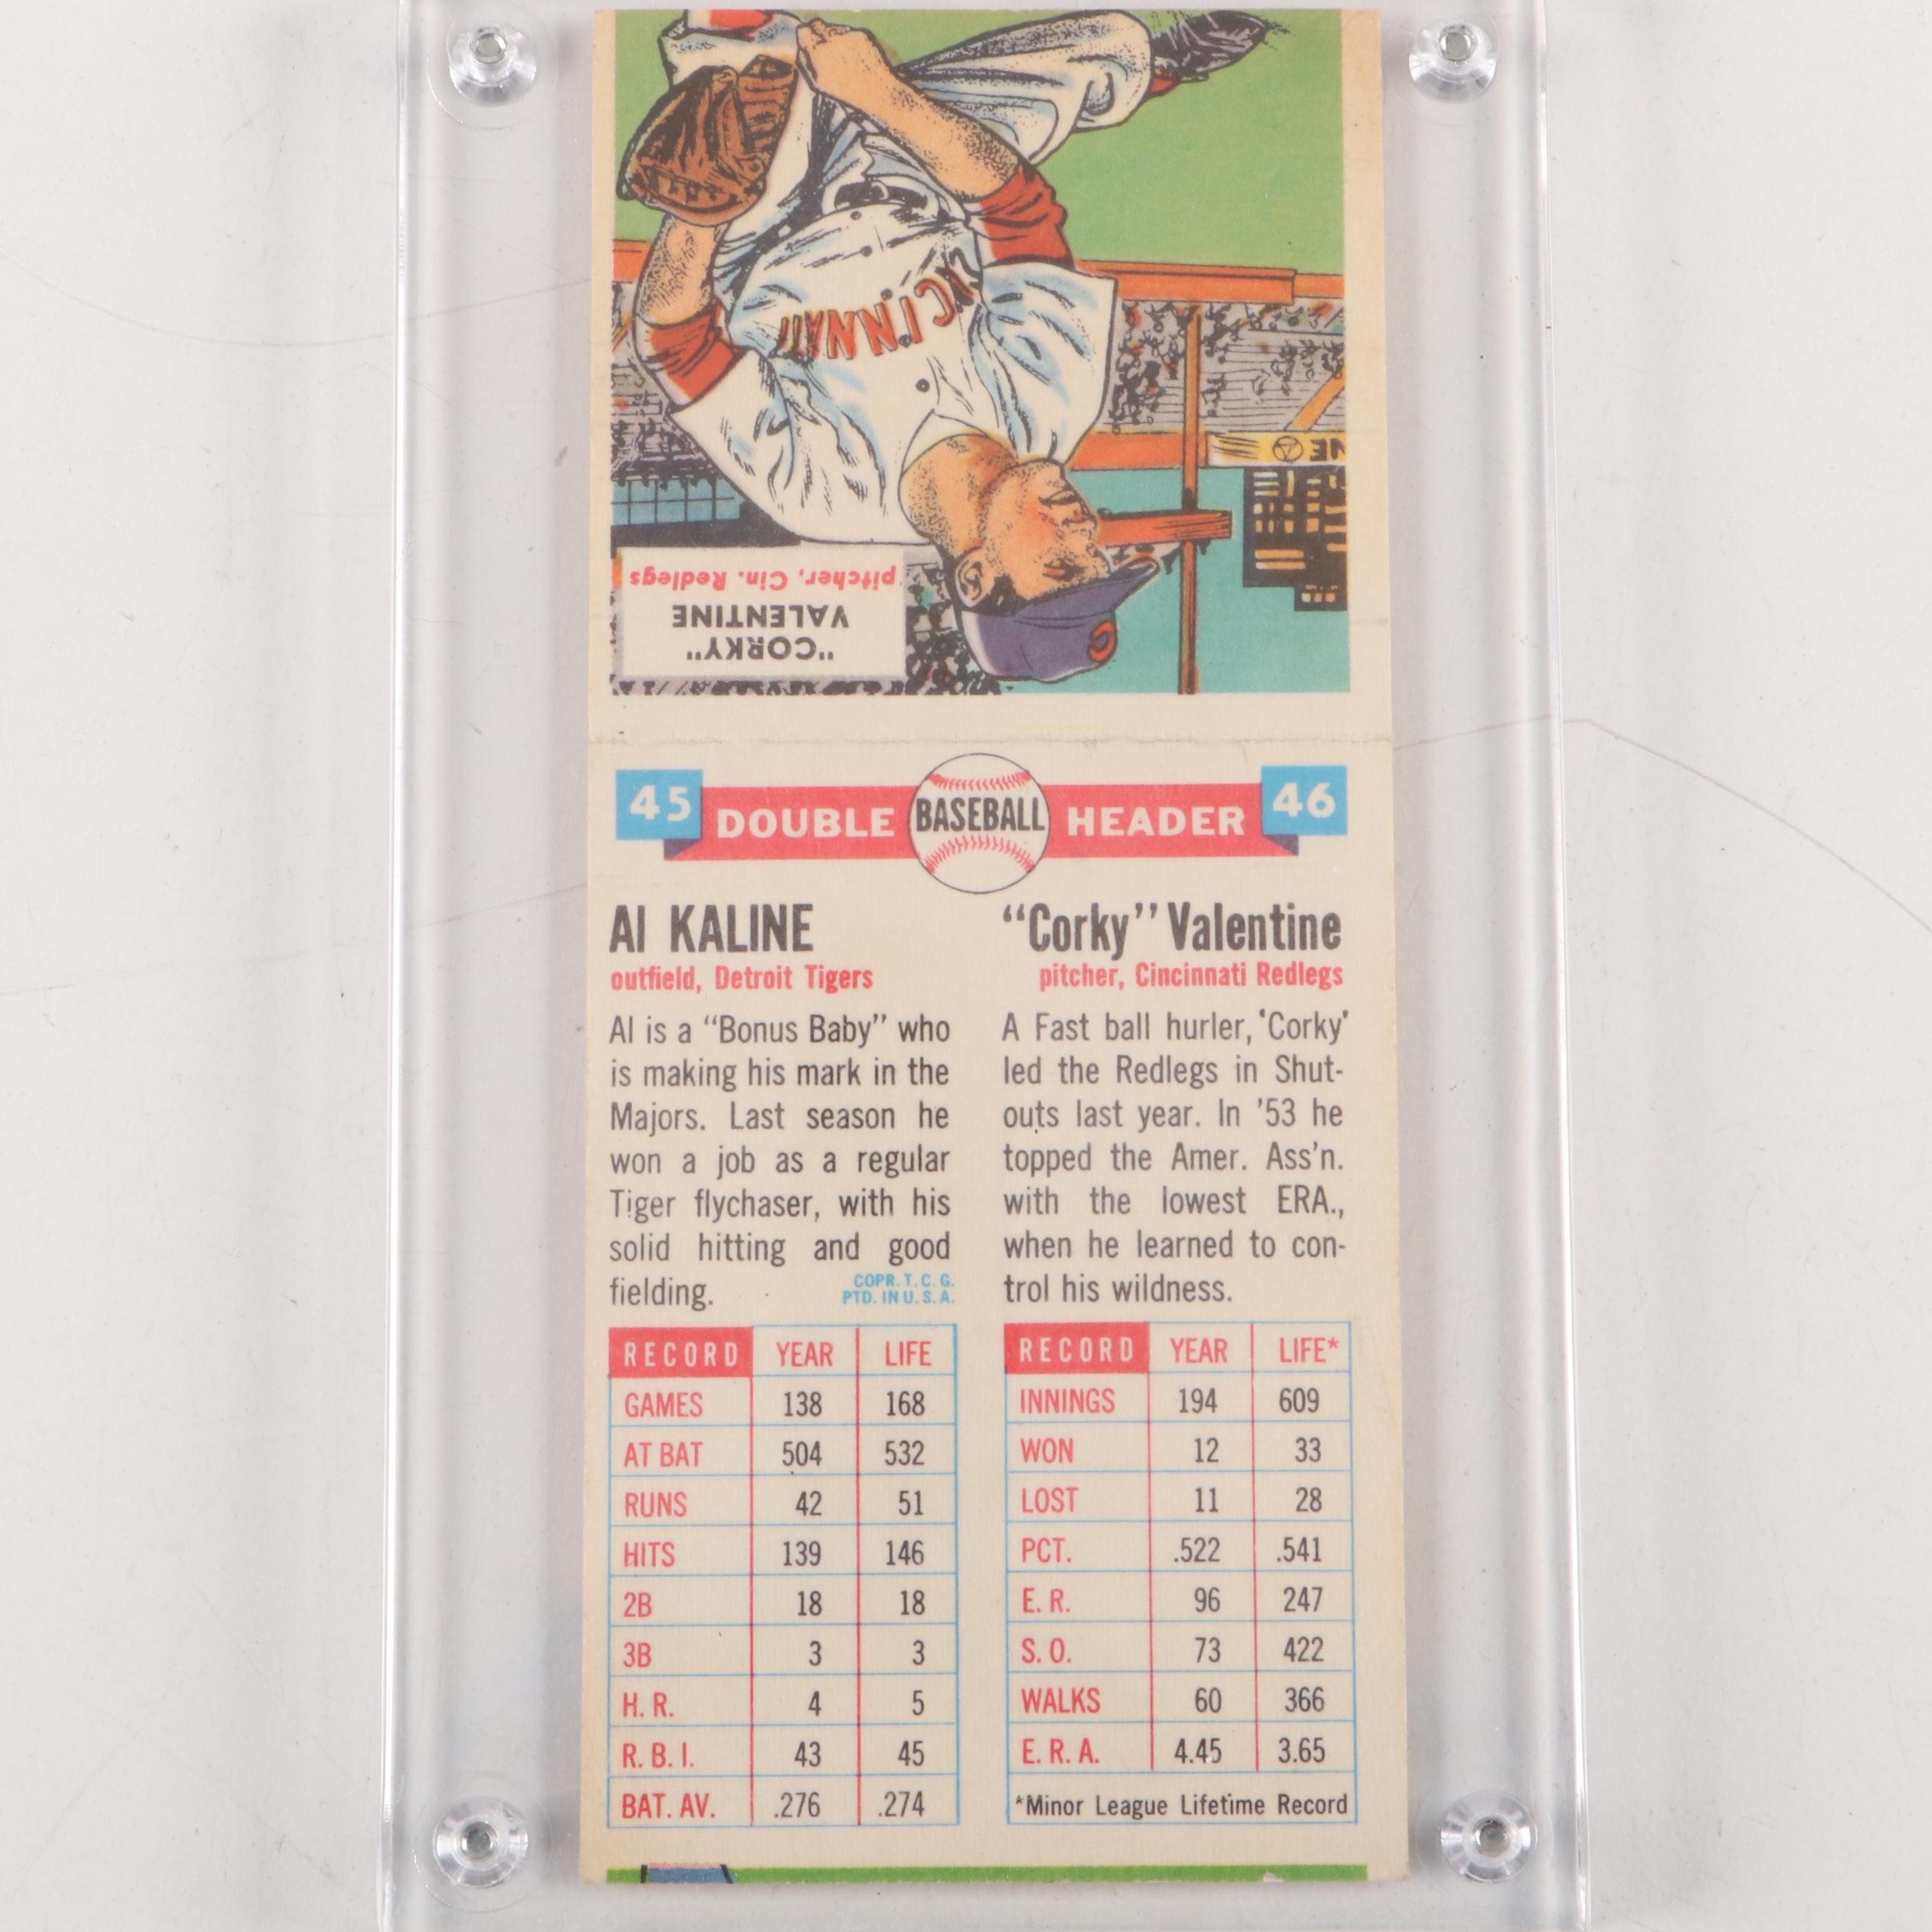 "CORKY"
VALENTINE
pitcher, Cin. Redlegs
CINCINNATI
C
NE
45 DOUBLE BASEBALL HEADER 46
Al KALINE
outfield, Detroit Tigers
Al is a "Bonus Baby" who
is making his mark in the
Majors. Last season he
won a job as a regular
Tiger flychaser, with his
solid hitting and good
fielding.
COPR. T. C. G.
PTD. IN U. S. A.
RECORD YEAR LIFE
GAMES 138 168
AT BAT 504 532
RUNS 42 51
HITS 139 146
2B 18 18
3B 3 3
H. R. 4 5
R. B. I. 43 45
BAT. AV. .276 .274
"Corky" Valentine
pitcher, Cincinnati Redlegs
A Fast ball hurler, 'Corky'
led the Redlegs in Shut-
outs last year. In '53 he
topped the Amer. Ass'n.
with the lowest ERA.,
when he learned to con-
trol his wildness.
RECORD YEAR LIFE*
INNINGS 194 609
WON 12 33
LOST 11 28
PCT. .522 .541
E. R. 96 247
S. O. 73 422
WALKS 60 366
E. R. A. 4.45 3.65
*Minor League Lifetime Record